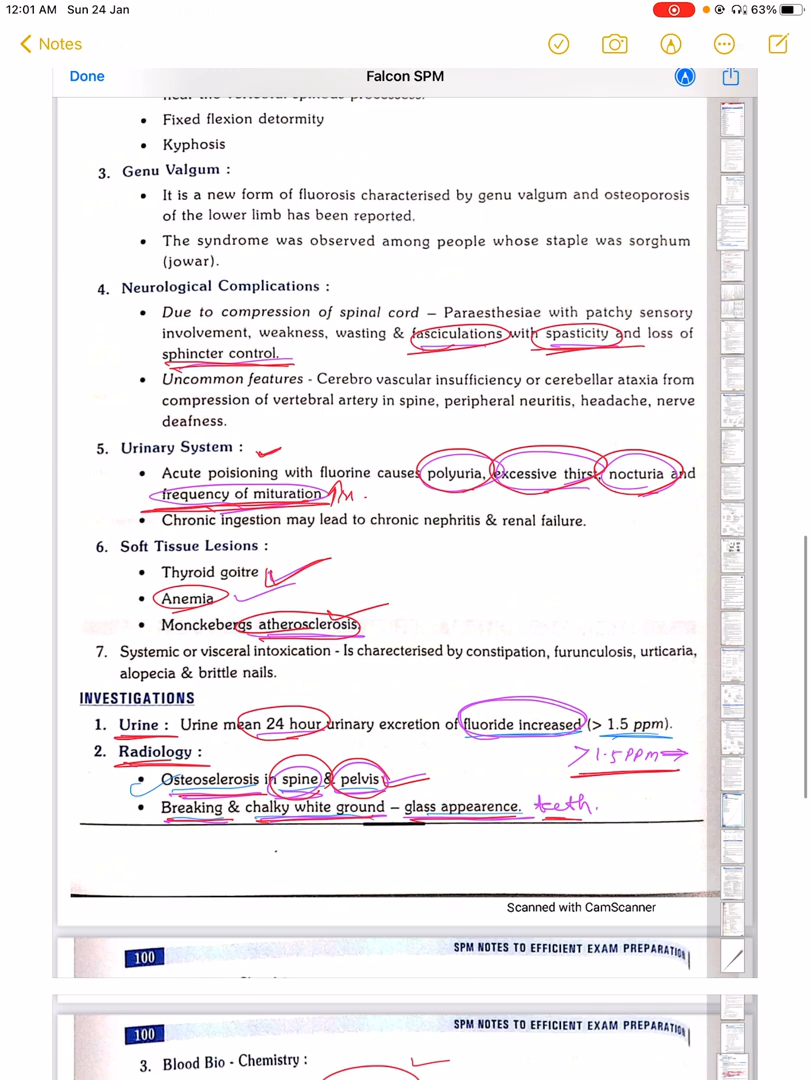 12:01 AM Sun 24 Jan
63%
Notes
Done
Falcon SPM
• Fixed flexion detormity
• Kyphosis
3. Genu Valgum :
• It is a new form of fluorosis characterised by genu valgum and osteoporosis
of the lower limb has been reported.
• The syndrome was observed among people whose staple was sorghum
(jowar).
4. Neurological Complications :
• Due to compression of spinal cord – Paraesthesiae with patchy sensory
involvement, weakness, wasting & fasciculations with spasticity and loss of
sphincter control.
• Uncommon features - Cerebro vascular insufficiency or cerebellar ataxia from
compression of vertebral artery in spine, peripheral neuritis, headache, nerve
deafness.
5. Urinary System :
• Acute poisioning with fluorine causes polyuria, excessive thirst, nocturia and
frequency of mituration
• Chronic ingestion may lead to chronic nephritis & renal failure.
6. Soft Tissue Lesions :
• Thyroid goitre
• Anemia
• Monckebergs atherosclerosis.
7. Systemic or visceral intoxication - Is charecterised by constipation, furunculosis, urticaria,
alopecia & brittle nails.
INVESTIGATIONS
1. Urine : Urine mean 24 hour urinary excretion of fluoride increased (> 1.5 ppm).
2. Radiology :
>1.5 PPM ⇒
• Osteoselerosis in spine & pelvis
• Breaking & chalky white ground – glass appearence. teeth.
Scanned with CamScanner
100
SPM NOTES TO EFFICIENT EXAM PREPARATION
100
SPM NOTES TO EFFICIENT EXAM PREPARATION
3. Blood Bio - Chemistry :